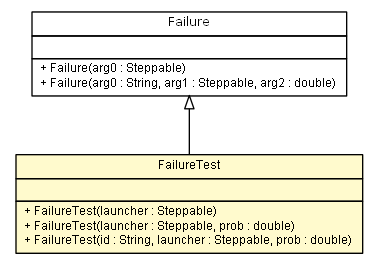 Failure
+ Failure(arg0 : Steppable)
+ Failure(arg0 : String, arg1 : Steppable, arg2 : double)
FailureTest
+ FailureTest(launcher : Steppable)
+ FailureTest(launcher : Steppable, prob : double)
+ FailureTest(id : String, launcher : Steppable, prob : double)